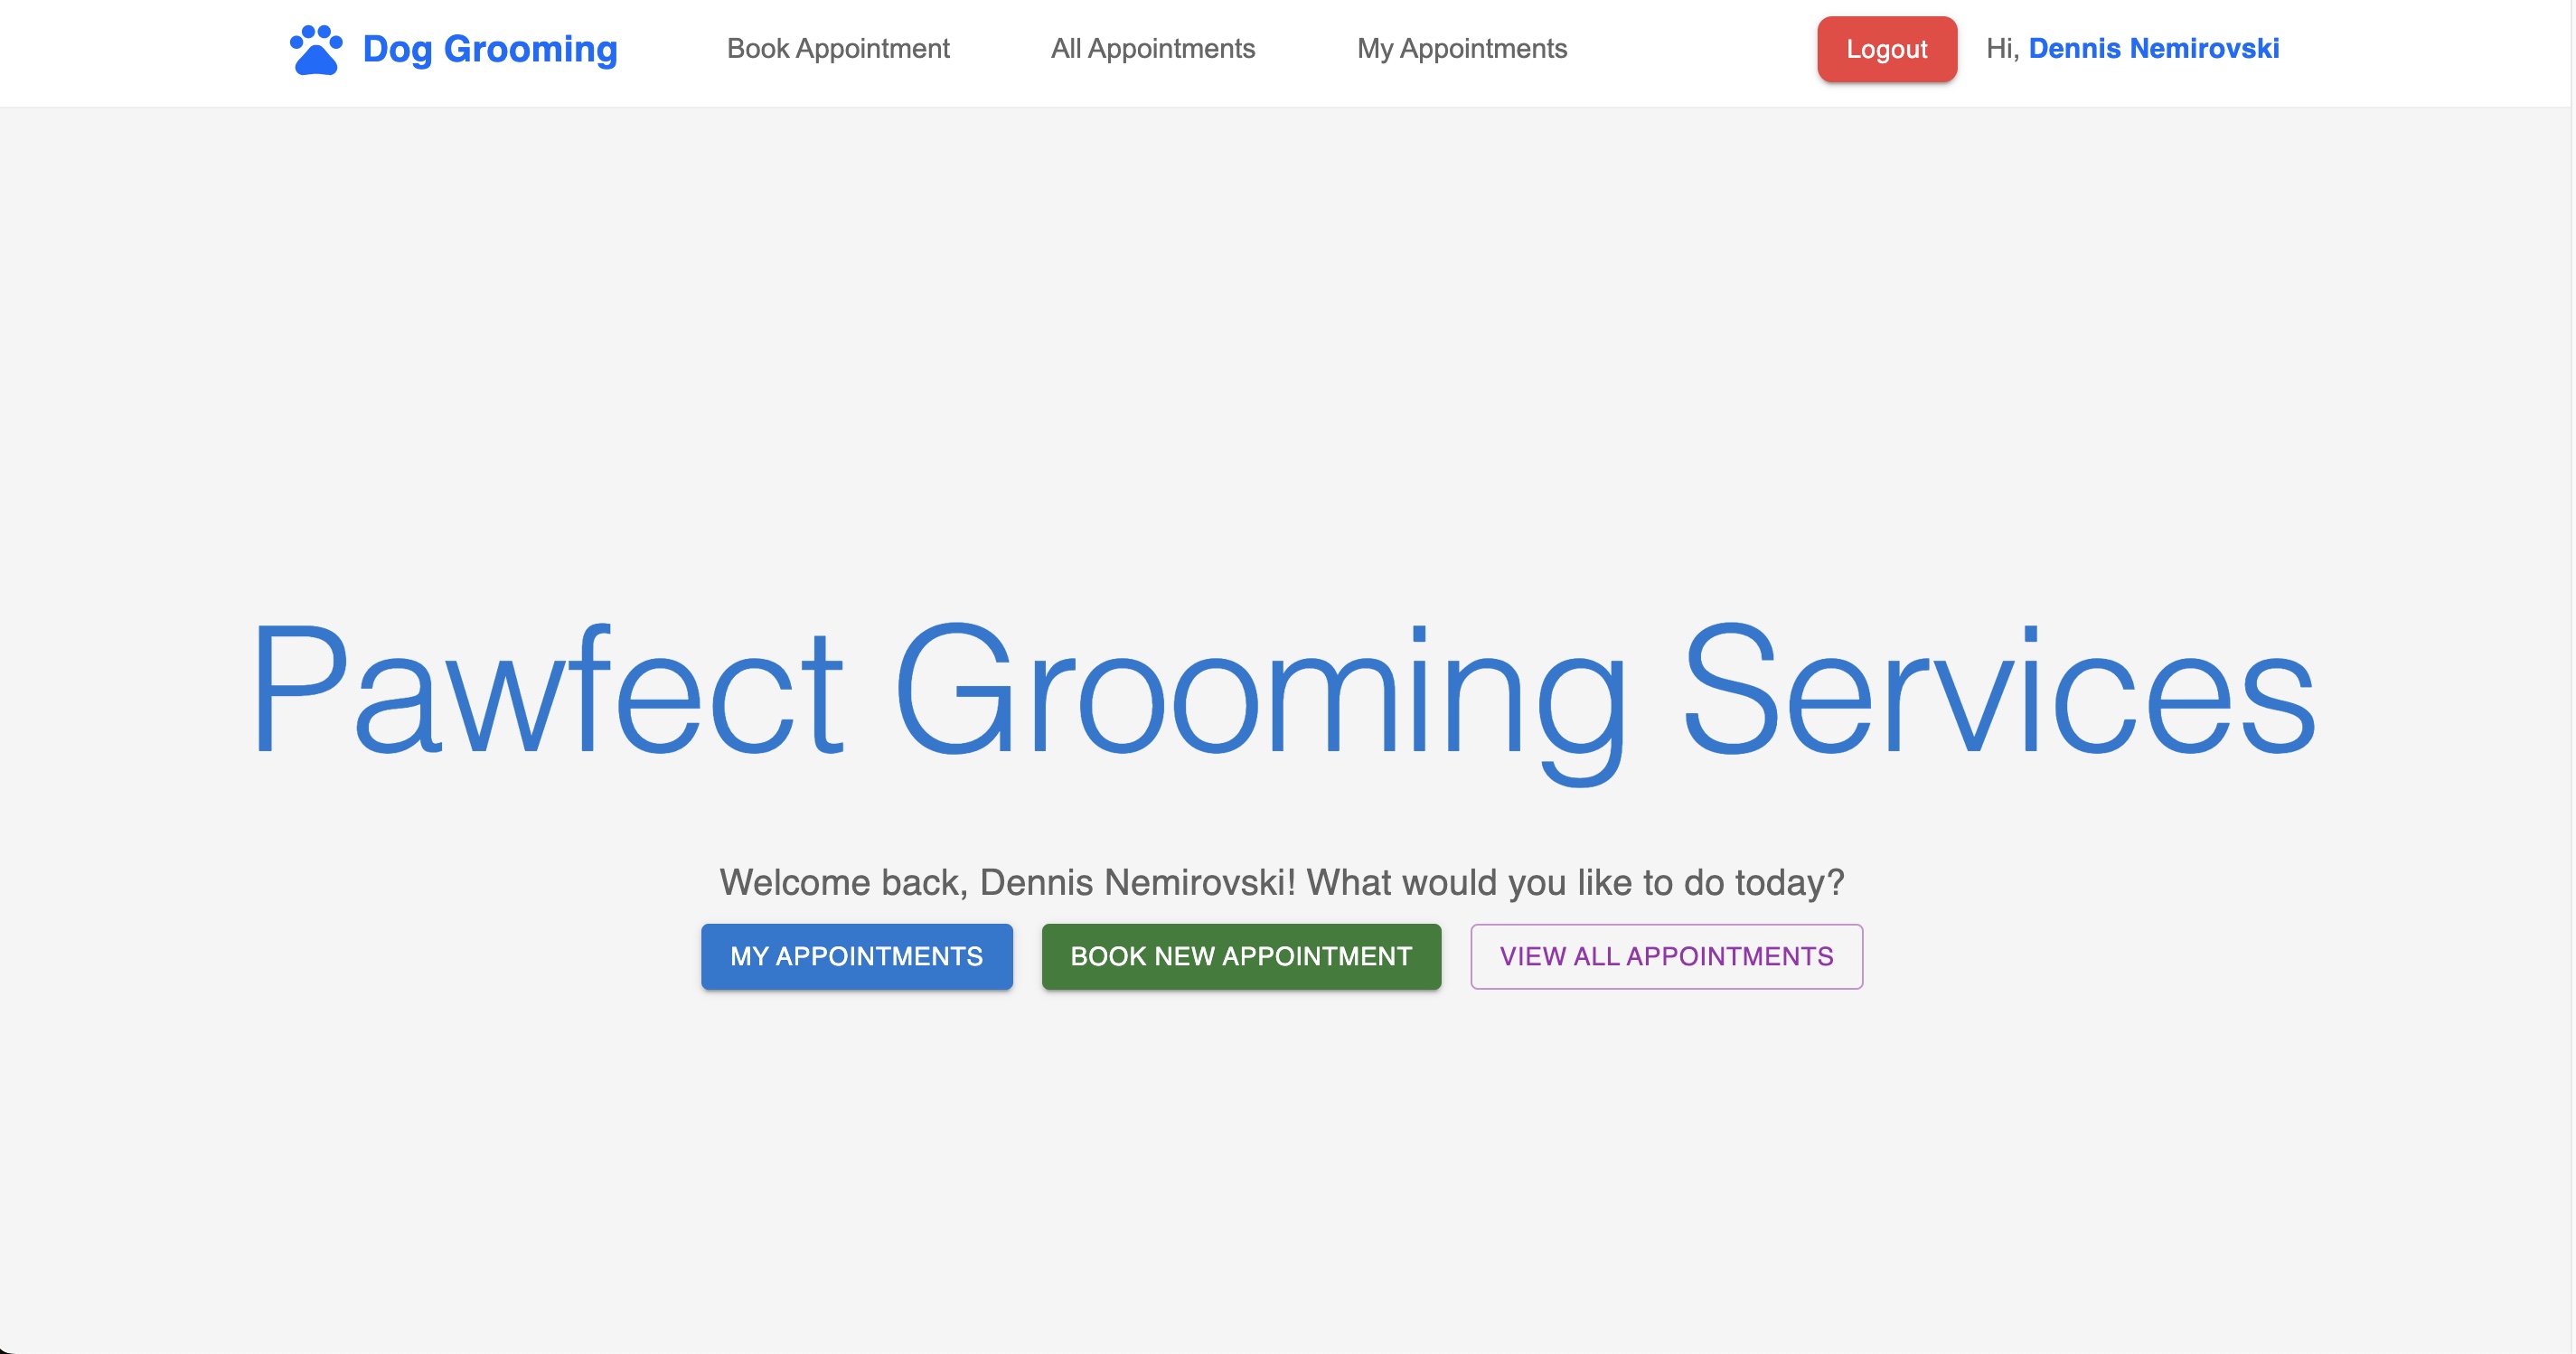 Dog Grooming
Book Appointment
All Appointments
My Appointments
Logout
Hi, Dennis Nemirovski
Pawfect Grooming Services
Welcome back, Dennis Nemirovski! What would you like to do today?
MY APPOINTMENTS
BOOK NEW APPOINTMENT
VIEW ALL APPOINTMENTS